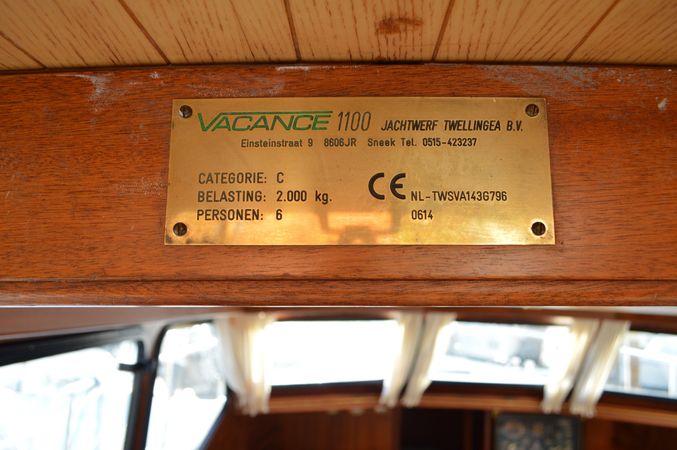 VACANCE 1100 JACHTWERF TWELLINGEA B.V.
Einsteinstraat 9 8606JR Sneek Tel. 0515-423237
CATEGORIE: C
BELASTING: 2.000 kg.
PERSONEN: 6
CE NL-TWSVA143G796
0614